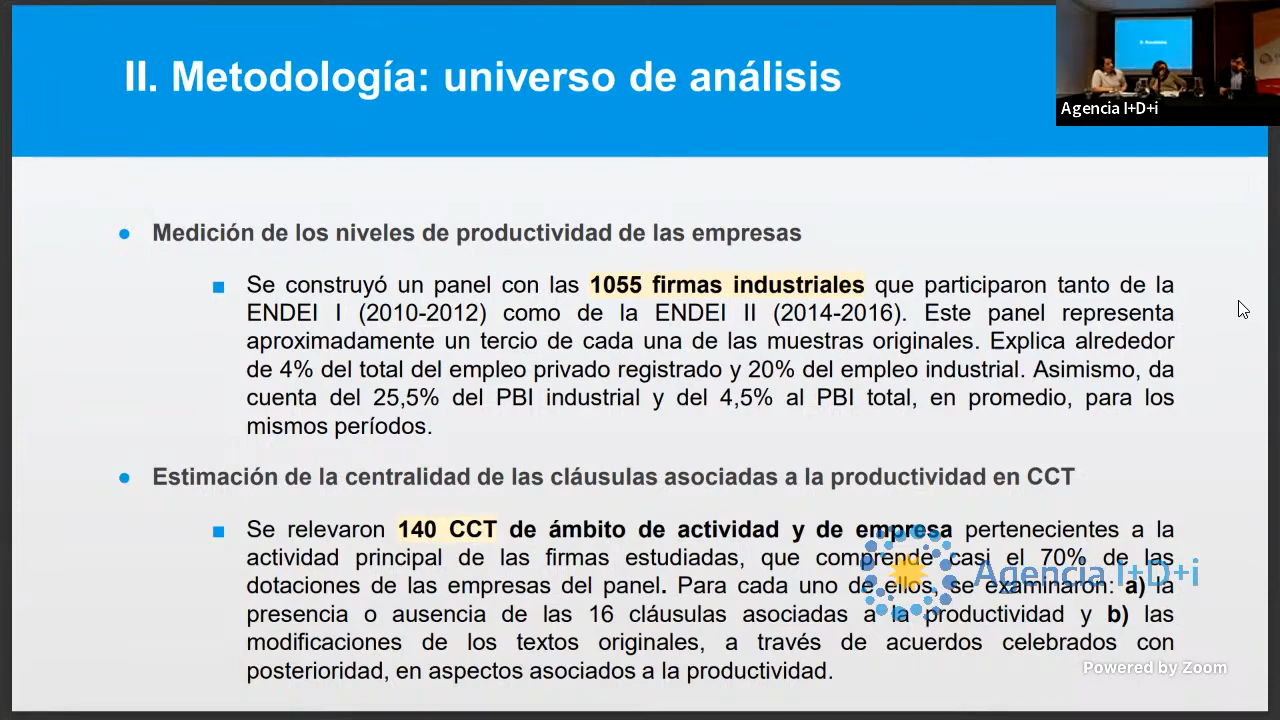 II. Metodología: universo de análisis
Agencia I+D+i
Medición de los niveles de productividad de las empresas
Se construyó un panel con las 1055 firmas industriales que participaron tanto de la
ENDEI I (2010-2012) como de la ENDEI II (2014-2016). Este panel representa
aproximadamente un tercio de cada una de las muestras originales. Explica alrededor
de 4% del total del empleo privado registrado y 20% del empleo industrial. Asimismo, da
cuenta del 25,5% del PBI industrial y del 4,5% al PBI total, en promedio, para los
mismos períodos.
Estimación de la centralidad de las cláusulas asociadas a la productividad en CCT
Se relevaron 140 CCT de ámbito de actividad y de empresa pertenecientes a la
actividad principal de las firmas estudiadas, que comprende casi el 70% de las
dotaciones de las empresas del panel. Para cada uno de ellos, se examinaron: a) la
presencia o ausencia de las 16 cláusulas asociadas a la productividad y b) las
modificaciones de los textos originales, a través de acuerdos celebrados con
posterioridad, en aspectos asociados a la productividad.
Agencia I+D+i
Powered by Zoom